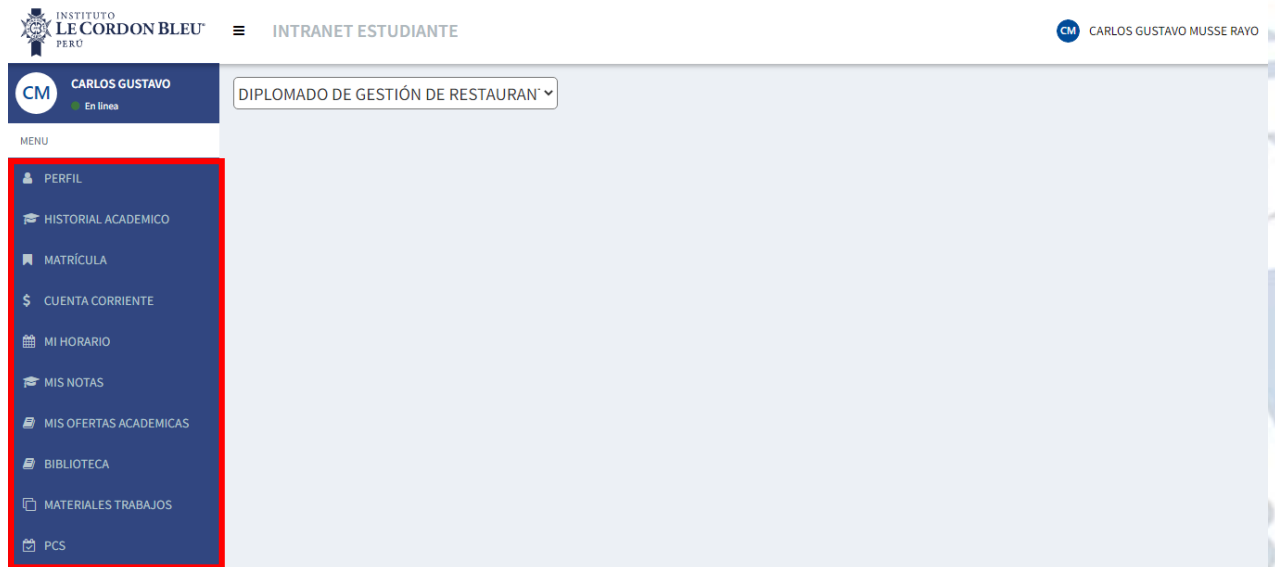 INSTITUTO
LE CORDON BLEU®
PERÚ
INTRANET ESTUDIANTE
CM CARLOS GUSTAVO MUSSE RAYO
CM
CARLOS GUSTAVO
En linea
DIPLOMADO DE GESTIÓN DE RESTAURAN
MENU
PERFIL
HISTORIAL ACADEMICO
MATRÍCULA
$ CUENTA CORRIENTE
MI HORARIO
MIS NOTAS
MIS OFERTAS ACADEMICAS
BIBLIOTECA
MATERIALES TRABAJOS
PCS